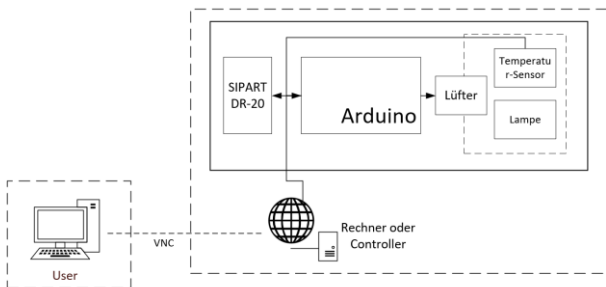 SIPART
DR-20
Arduino
Lüfter
Temperatu
r-Sensor
Lampe
Rechner oder
Controller
VNC
User